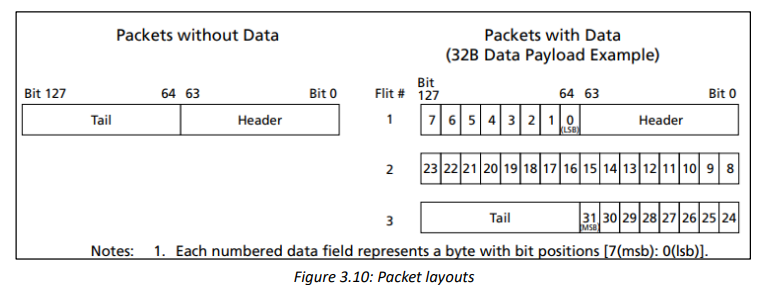 Packets without Data
Packets with Data
(32B Data Payload Example)
Bit 127 64 63 Bit 0
Flit # Bit 127 64 63 Bit 0
Tail Header
1 7 6 5 4 3 2 1 0 (LSB) Header
2 23 22 21 20 19 18 17 16 15 14 13 12 11 10 9 8
3 Tail 31 (MSB) 30 29 28 27 26 25 24
Notes: 1. Each numbered data field represents a byte with bit positions [7(msb): 0(lsb)].
Figure 3.10: Packet layouts